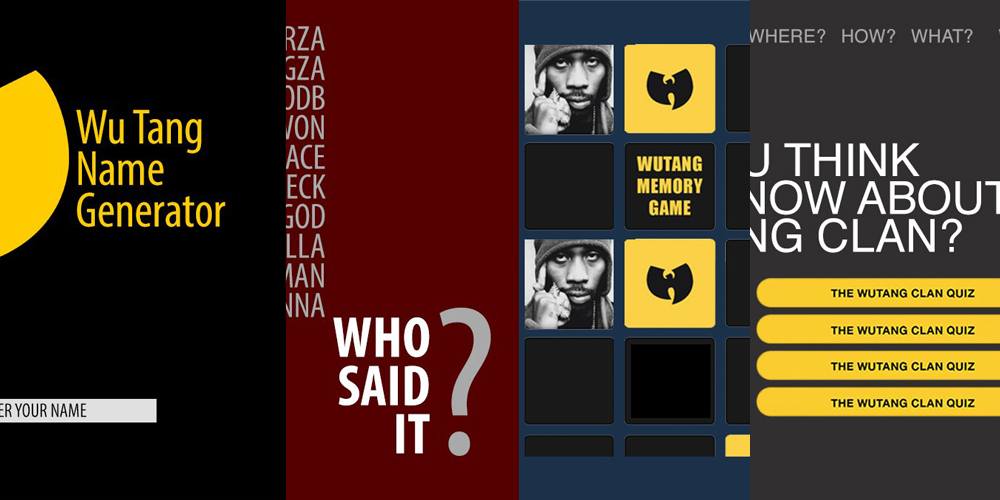 Wu Tang
Name
Generator
ER YOUR NAME
RZA
GZA
ODB
WON
ACE
ECK
GOD
LLA
MAN
NNA
WHO
SAID
IT ?
WUTANG
MEMORY
GAME
WHERE? HOW? WHAT?
U THINK
NOW ABOUT
NG CLAN?
THE WUTANG CLAN QUIZ
THE WUTANG CLAN QUIZ
THE WUTANG CLAN QUIZ
THE WUTANG CLAN QUIZ